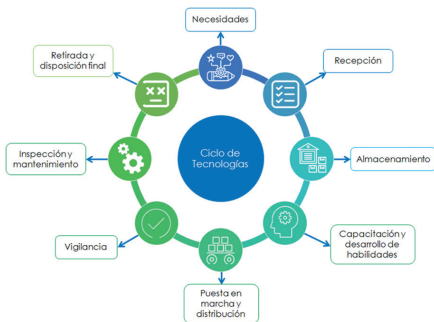 Necesidades
Retirada y
disposición final
Recepción
Inspección y
mantenimiento
Ciclo de
Tecnologías
Almacenamiento
Vigilancia
Capacitación y
desarrollo de
habilidades
Puesta en
marcha y
distribución